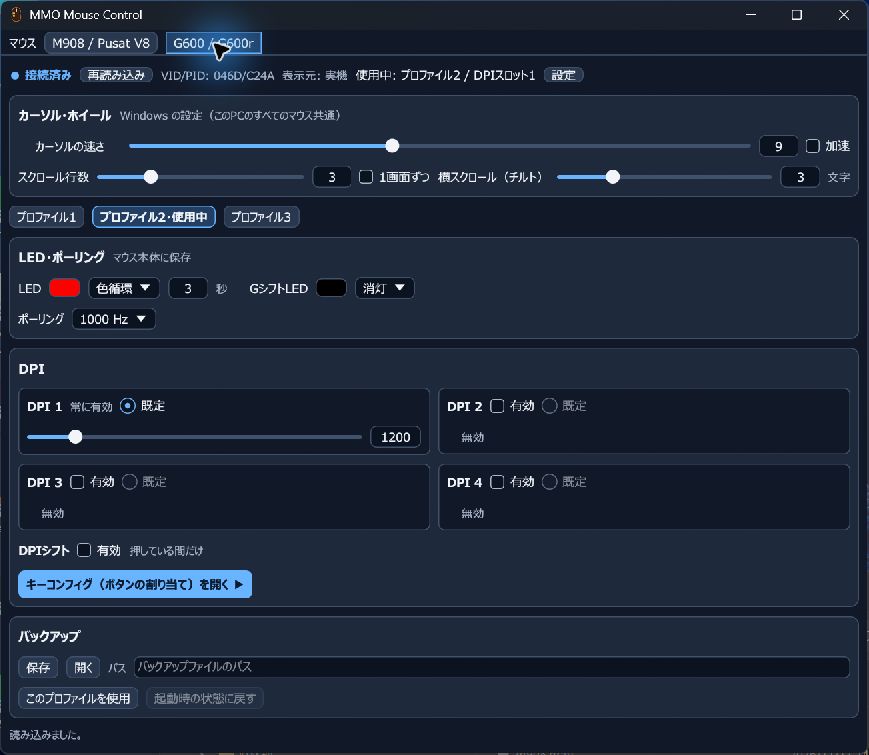 MMO Mouse Control
マウス M908 / Pusat V8 G600 / G600r
接続済み 再読み込み VID/PID: 046D/C24A 表示元: 実機 使用中: プロファイル2 / DPIスロット1 設定
カーソル・ホイール Windows の設定（このPCのすべてのマウス共通）
カーソルの速さ 9 加速
スクロール行数 3 1画面ずつ 横スクロール（チルト） 3 文字
プロファイル1 プロファイル2・使用中 プロファイル3
LED・ポーリング マウス本体に保存
LED 色循環 ▼ 3 秒 GシフトLED 消灯 ▼
ポーリング 1000 Hz ▼
DPI
DPI 1 常に有効 既定
1200
DPI 2 有効 既定
無効
DPI 3 有効 既定
無効
DPI 4 有効 既定
無効
DPIシフト 有効 押している間だけ
キーコンフィグ（ボタンの割り当て）を開く ▶
バックアップ
保存 開く パス バックアップファイルのパス
このプロファイルを使用 起動時の状態に戻す
読み込みました。